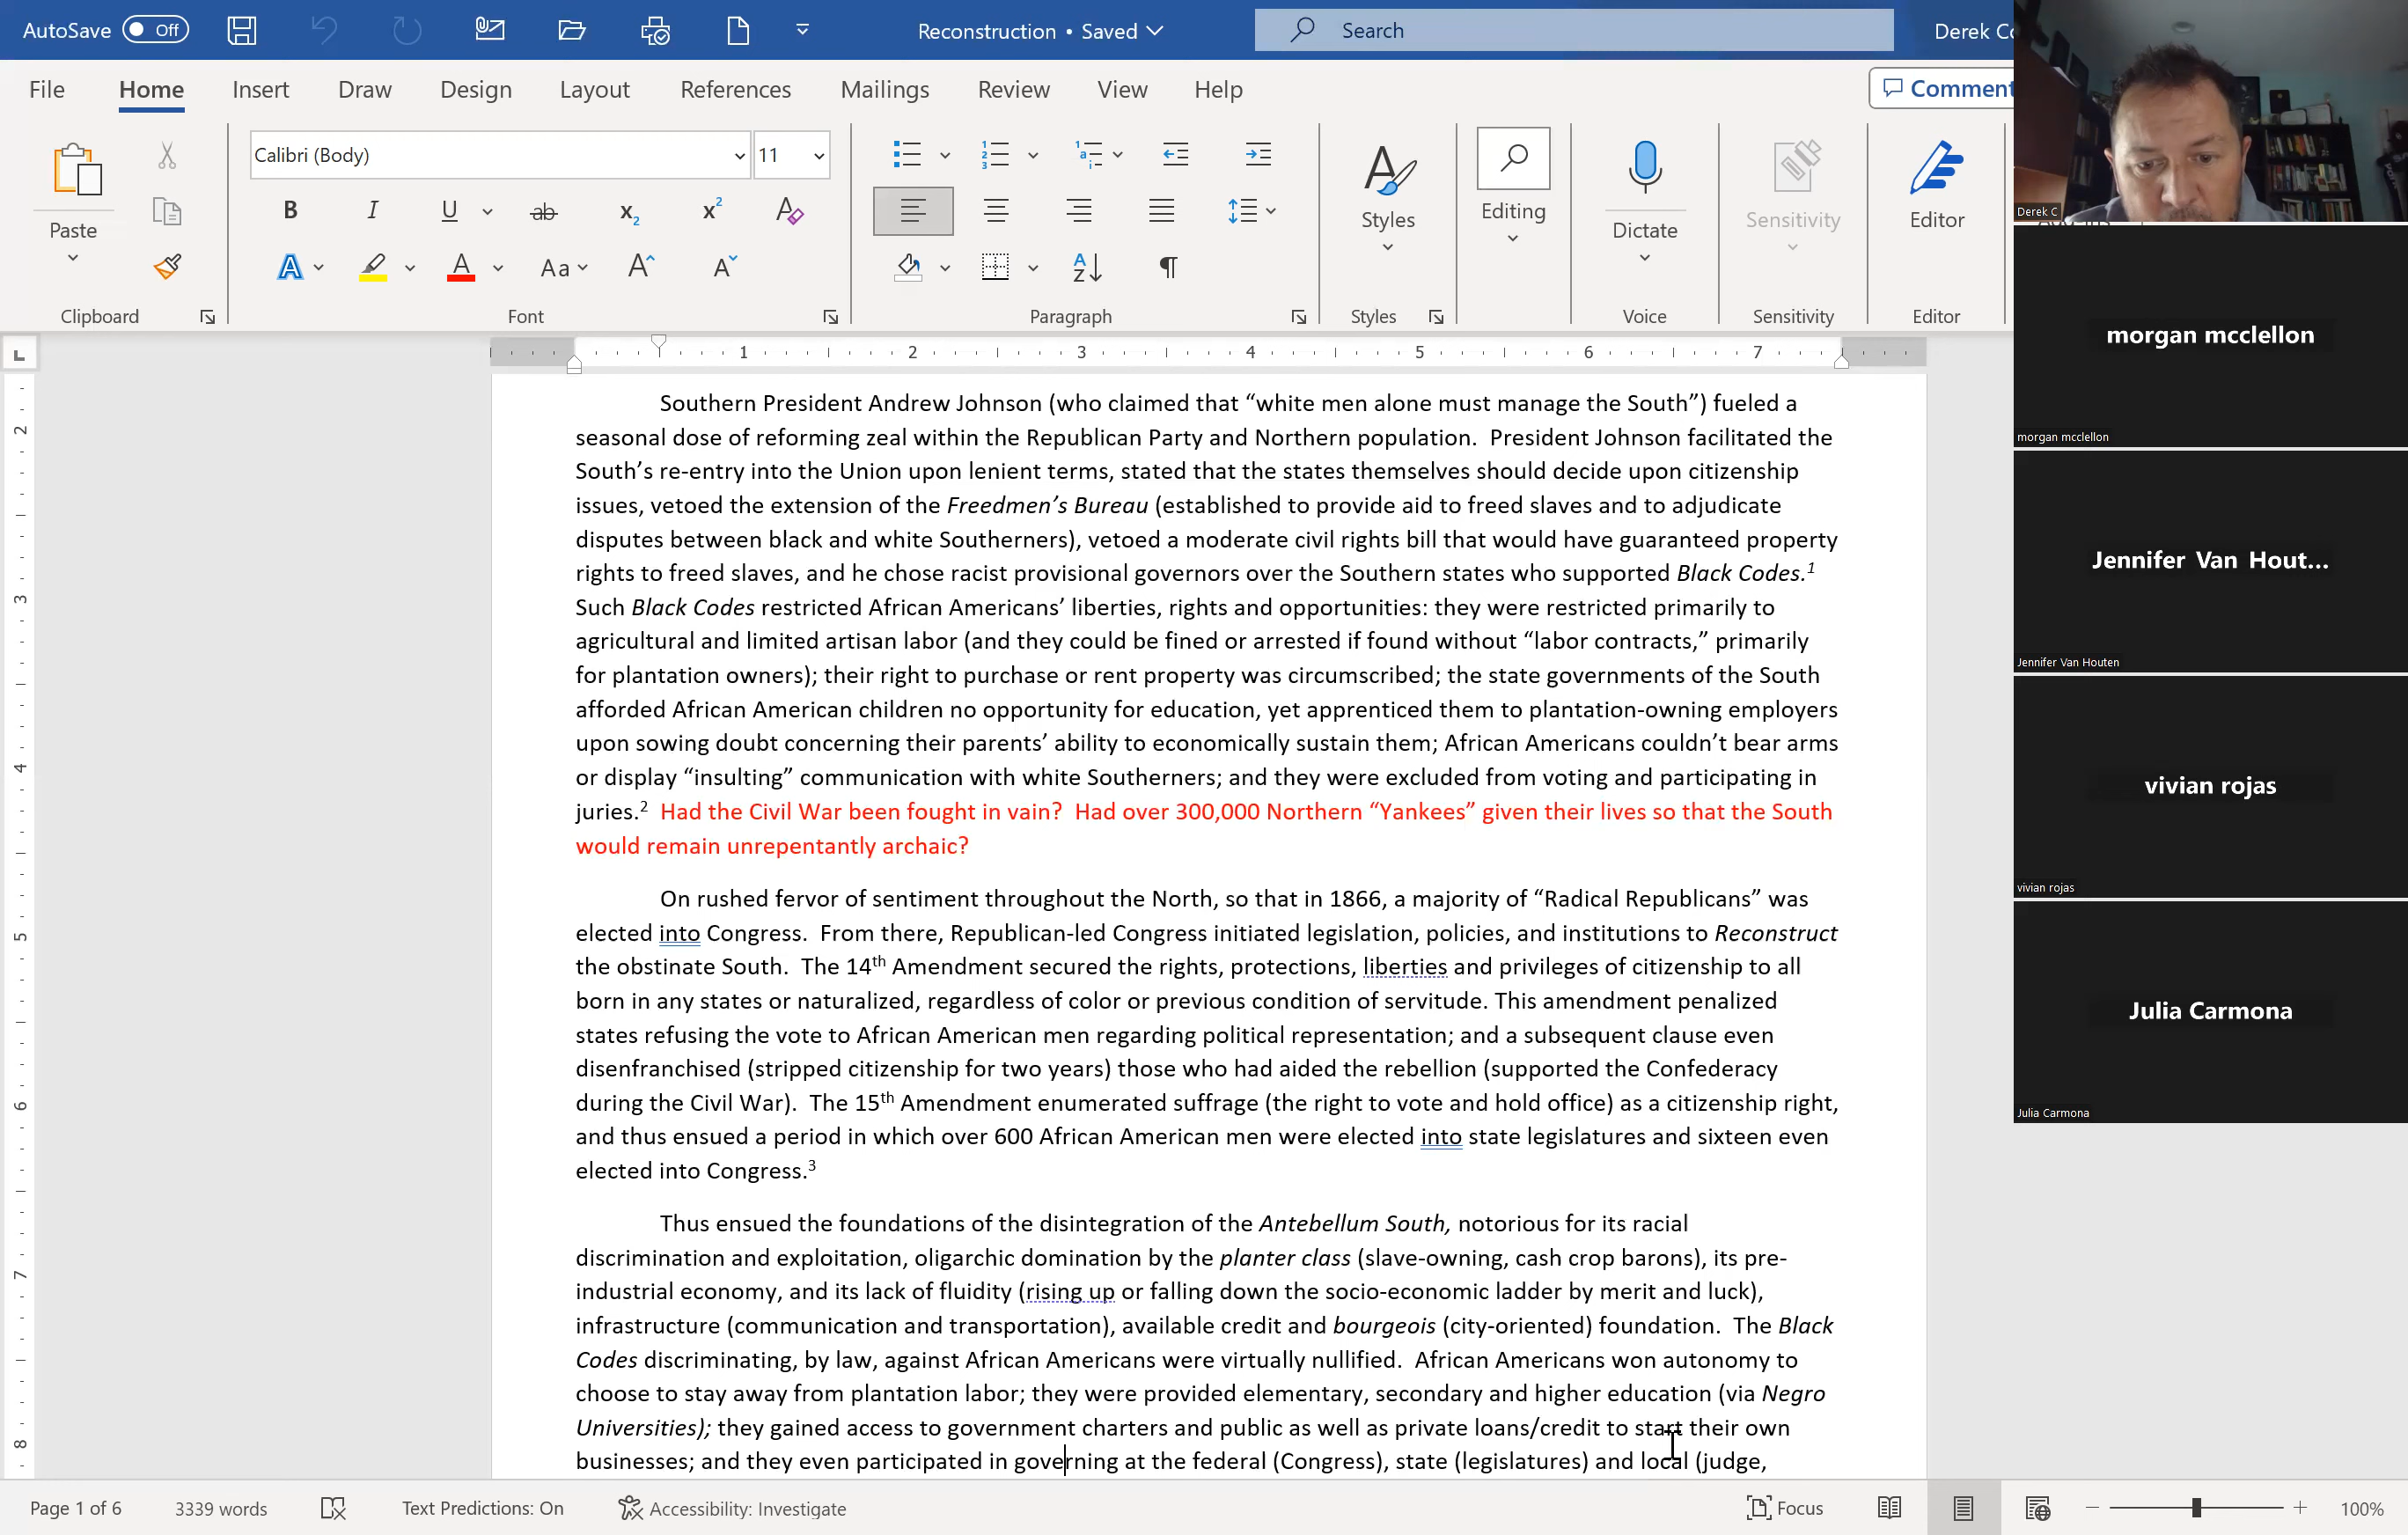 AutoSave Off Reconstruction • Saved Search Derek Co
File Home Insert Draw Design Layout References Mailings Review View Help Comment
Calibri (Body) 11
Paste
Styles Editing Dictate Sensitivity Editor
Clipboard Font Paragraph Styles Voice Sensitivity Editor
1 2 3 4 5 6 7
Southern President Andrew Johnson (who claimed that “white men alone must manage the South”) fueled a
seasonal dose of reforming zeal within the Republican Party and Northern population. President Johnson facilitated the
South’s re-entry into the Union upon lenient terms, stated that the states themselves should decide upon citizenship
issues, vetoed the extension of the Freedmen’s Bureau (established to provide aid to freed slaves and to adjudicate
disputes between black and white Southerners), vetoed a moderate civil rights bill that would have guaranteed property
rights to freed slaves, and he chose racist provisional governors over the Southern states who supported Black Codes.1
Such Black Codes restricted African Americans’ liberties, rights and opportunities: they were restricted primarily to
agricultural and limited artisan labor (and they could be fined or arrested if found without “labor contracts,” primarily
for plantation owners); their right to purchase or rent property was circumscribed; the state governments of the South
afforded African American children no opportunity for education, yet apprenticed them to plantation-owning employers
upon sowing doubt concerning their parents’ ability to economically sustain them; African Americans couldn’t bear arms
or display “insulting” communication with white Southerners; and they were excluded from voting and participating in
juries.2 Had the Civil War been fought in vain? Had over 300,000 Northern “Yankees” given their lives so that the South
would remain unrepentantly archaic?
On rushed fervor of sentiment throughout the North, so that in 1866, a majority of “Radical Republicans” was
elected into Congress. From there, Republican-led Congress initiated legislation, policies, and institutions to Reconstruct
the obstinate South. The 14th Amendment secured the rights, protections, liberties and privileges of citizenship to all
born in any states or naturalized, regardless of color or previous condition of servitude. This amendment penalized
states refusing the vote to African American men regarding political representation; and a subsequent clause even
disenfranchised (stripped citizenship for two years) those who had aided the rebellion (supported the Confederacy
during the Civil War). The 15th Amendment enumerated suffrage (the right to vote and hold office) as a citizenship right,
and thus ensued a period in which over 600 African American men were elected into state legislatures and sixteen even
elected into Congress.3
Thus ensued the foundations of the disintegration of the Antebellum South, notorious for its racial
discrimination and exploitation, oligarchic domination by the planter class (slave-owning, cash crop barons), its pre-
industrial economy, and its lack of fluidity (rising up or falling down the socio-economic ladder by merit and luck),
infrastructure (communication and transportation), available credit and bourgeois (city-oriented) foundation. The Black
Codes discriminating, by law, against African Americans were virtually nullified. African Americans won autonomy to
choose to stay away from plantation labor; they were provided elementary, secondary and higher education (via Negro
Universities); they gained access to government charters and public as well as private loans/credit to start their own
businesses; and they even participated in governing at the federal (Congress), state (legislatures) and local (judge,
Page 1 of 6 3339 words Text Predictions: On Accessibility: Investigate Focus 100%
Derek C
morgan mcclellon
morgan mcclellon
Jennifer Van Hout...
Jennifer Van Houten
vivian rojas
vivian rojas
Julia Carmona
Julia Carmona